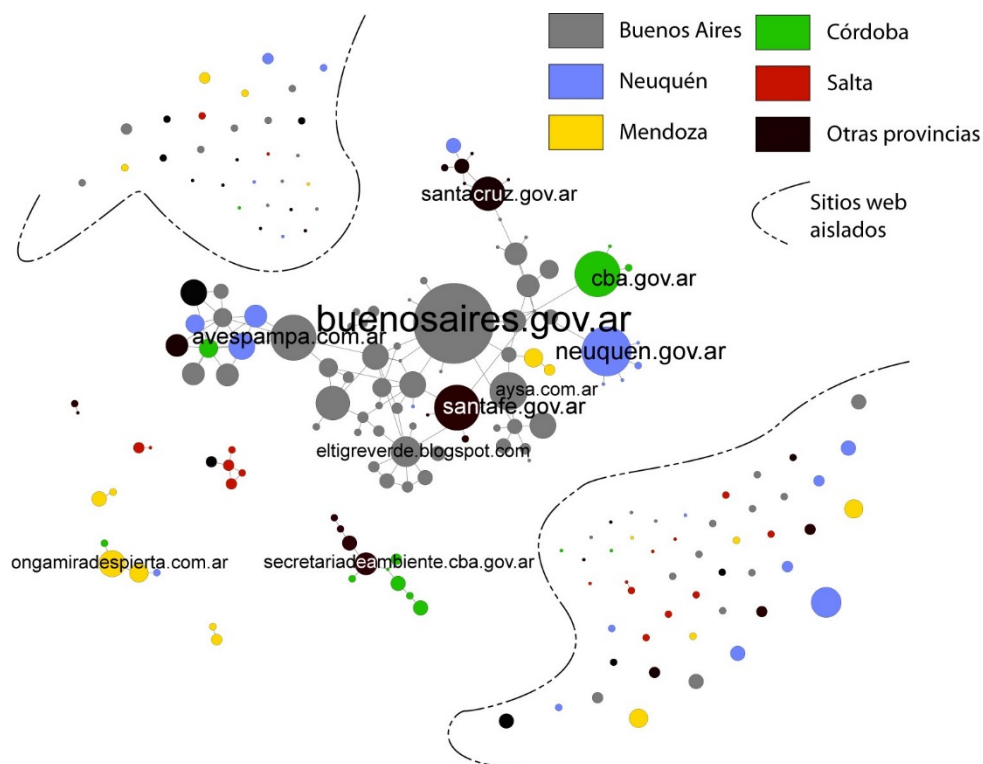 Buenos Aires
Córdoba
Neuquén
Salta
Mendoza
Otras provincias
Sitios web
aislados
santacruz.gov.ar
cba.gov.ar
buenosaires.gov.ar
avespampa.com.ar
neuquen.gov.ar
aysa.com.ar
santafe.gov.ar
eltigreverde.blogspot.com
ongamiradespierta.com.ar
secretariadeambiente.cba.gov.ar